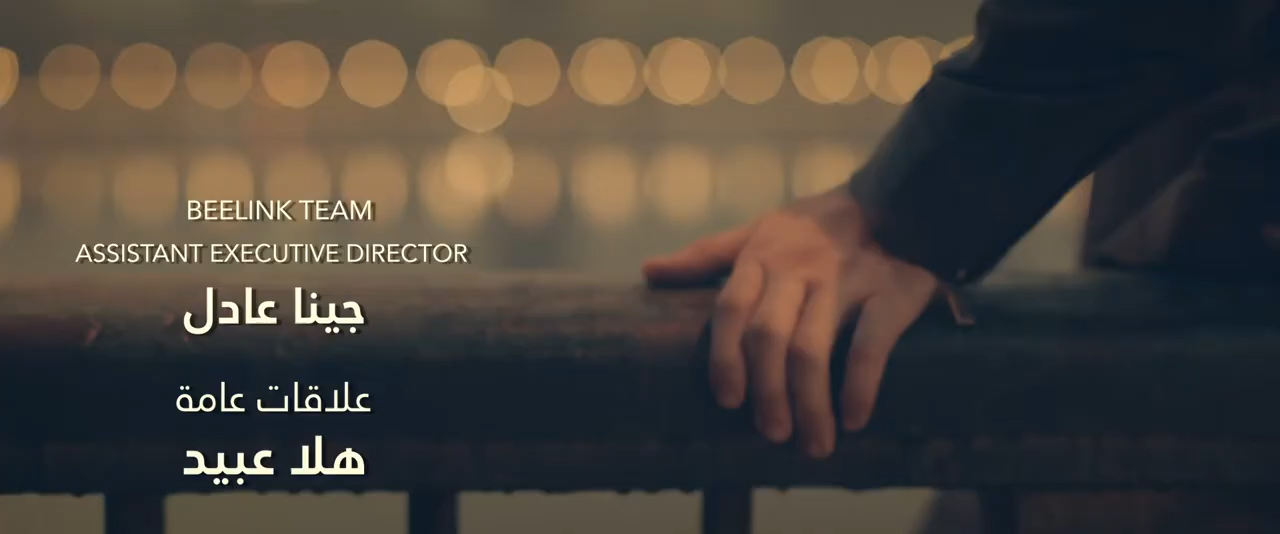 BEELINK TEAM
ASSISTANT EXECUTIVE DIRECTOR
جينا عادل
علاقات عامة
هلا عبيد